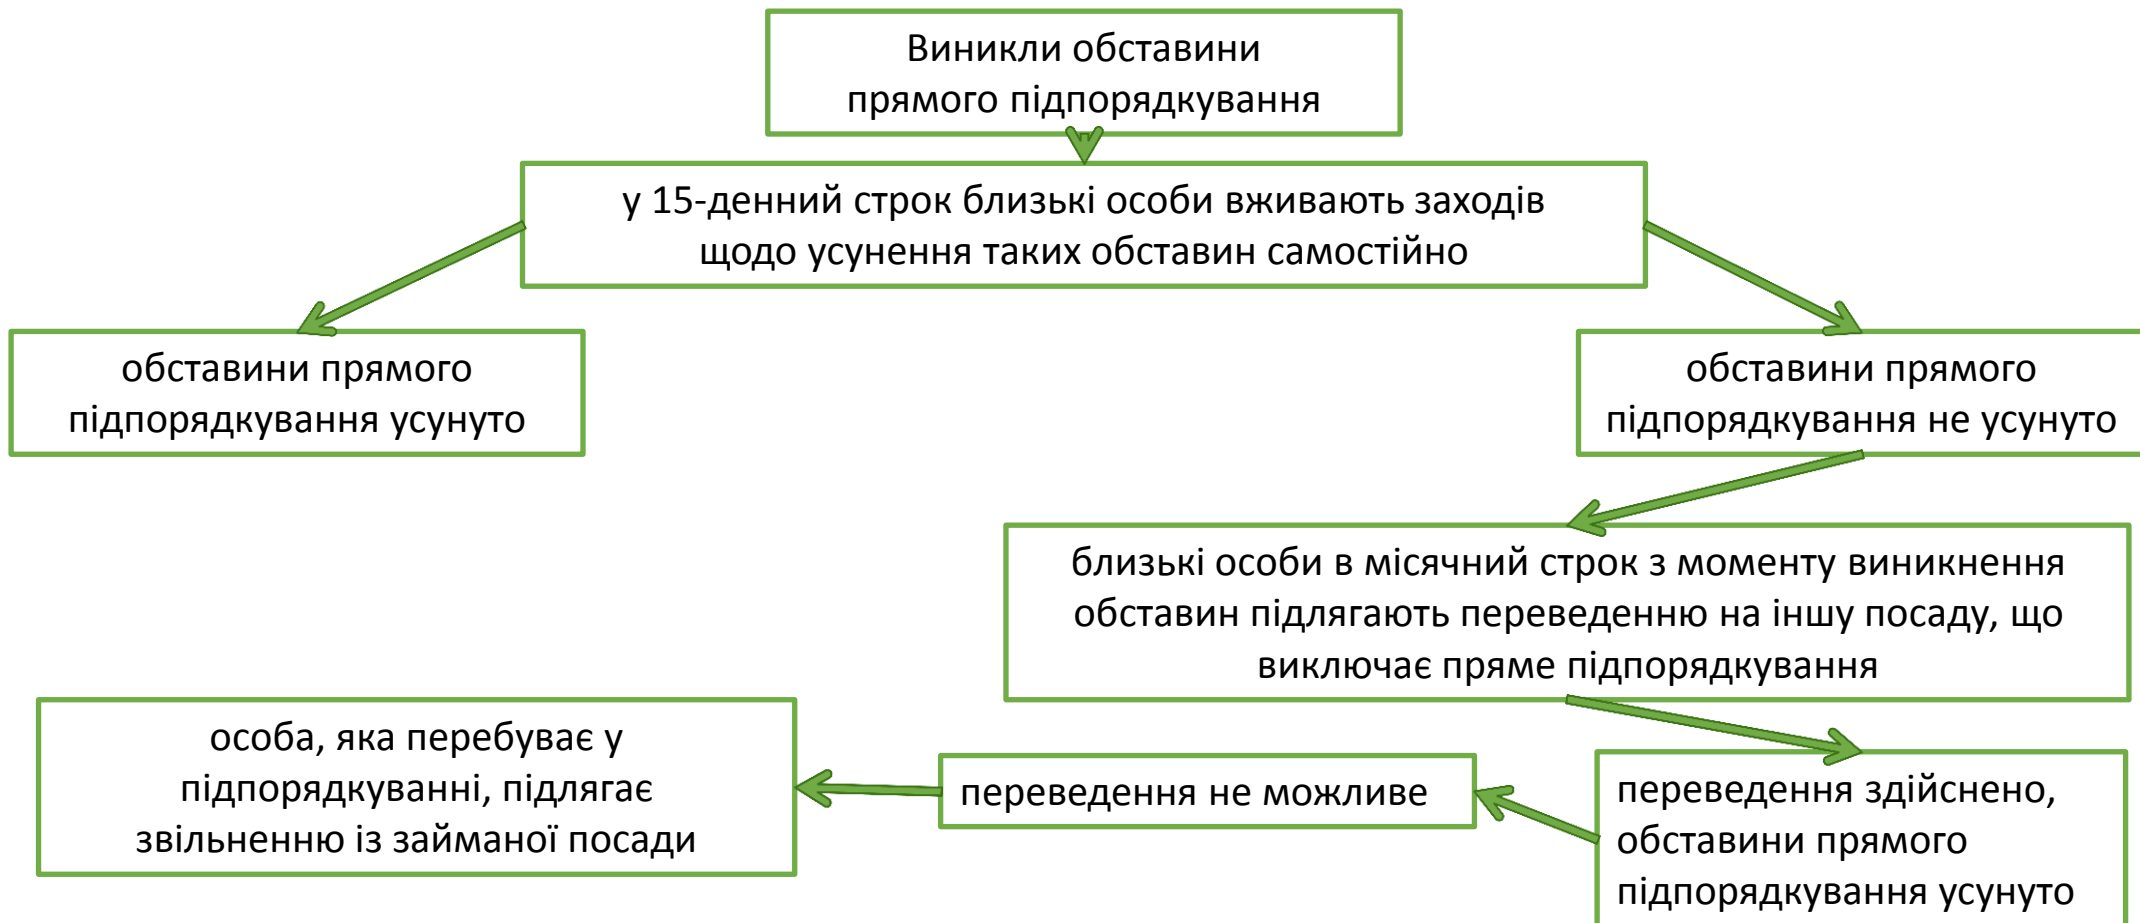 Виникли обставини
прямого підпорядкування
у 15-денний строк близькі особи вживають заходів
щодо усунення таких обставин самостійно
обставини прямого
підпорядкування усунуто
обставини прямого
підпорядкування не усунуто
близькі особи в місячний строк з моменту виникнення
обставин підлягають переведенню на іншу посаду, що
виключає пряме підпорядкування
переведення здійснено,
обставини прямого
підпорядкування усунуто
переведення не можливе
особа, яка перебуває у
підпорядкуванні, підлягає
звільненню із займаної посади